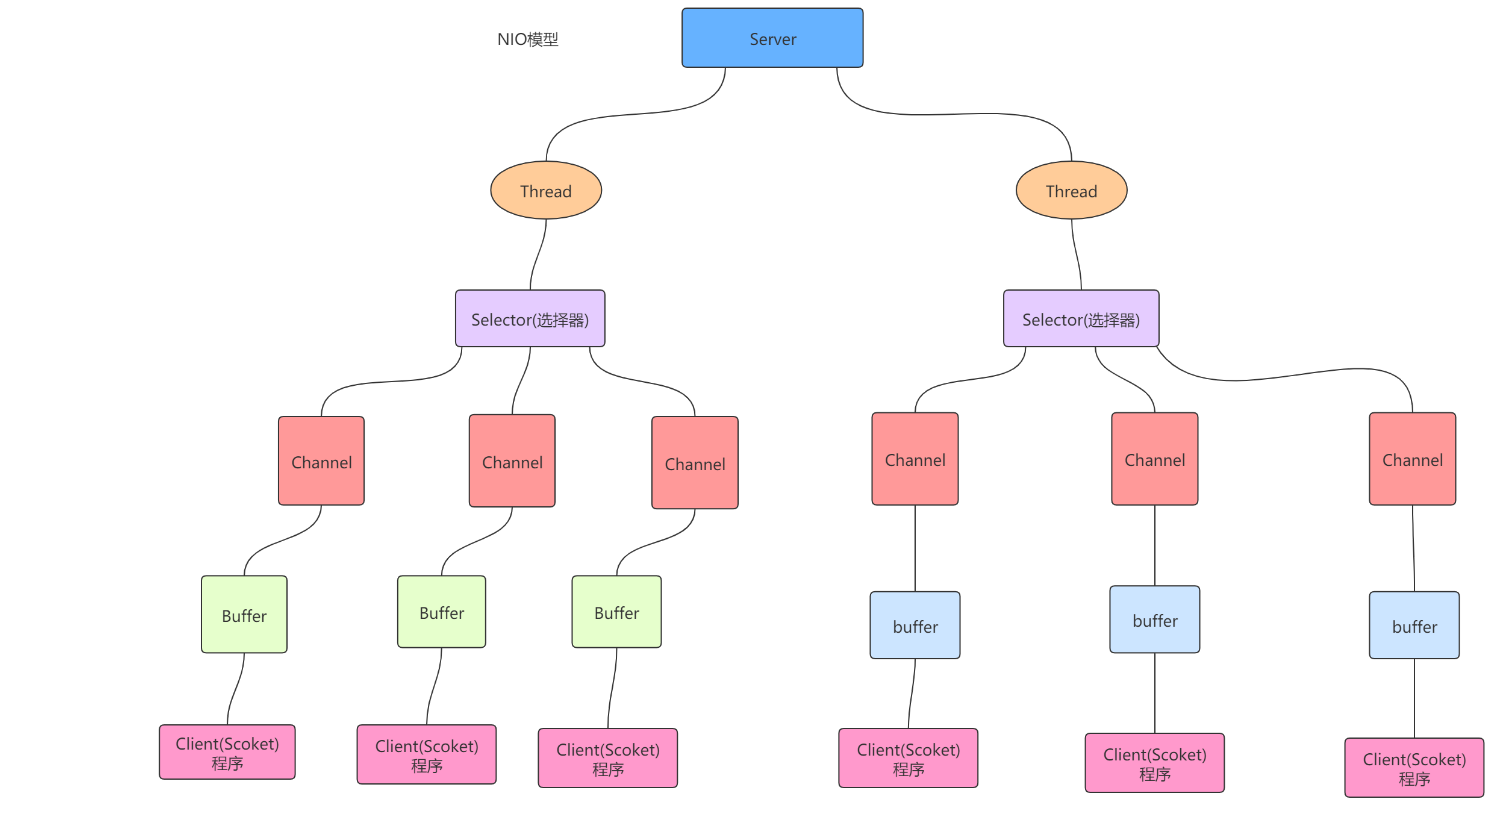 NIO模型
Server
Thread
Thread
Selector(选择器)
Selector(选择器)
Channel
Channel
Channel
Channel
Channel
Channel
Buffer
Buffer
Buffer
buffer
buffer
buffer
Client(Scoket)
程序
Client(Scoket)
程序
Client(Scoket)
程序
Client(Scoket)
程序
Client(Scoket)
程序
Client(Scoket)
程序